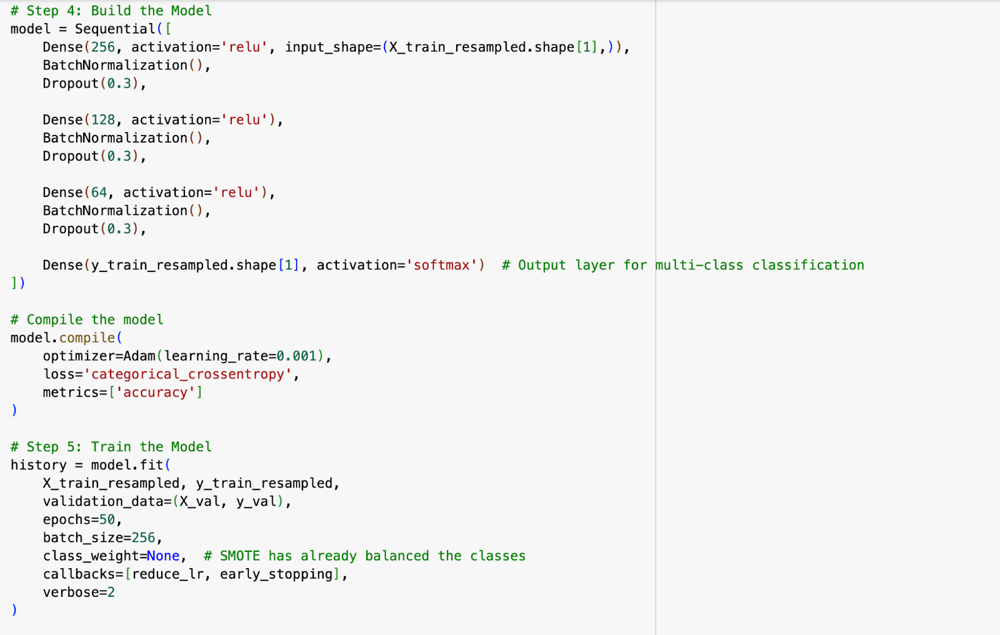 # Step 4: Build the Model
model = Sequential([
    Dense(256, activation='relu', input_shape=(X_train_resampled.shape[1],)),
    BatchNormalization(),
    Dropout(0.3),

    Dense(128, activation='relu'),
    BatchNormalization(),
    Dropout(0.3),

    Dense(64, activation='relu'),
    BatchNormalization(),
    Dropout(0.3),

    Dense(y_train_resampled.shape[1], activation='softmax')  # Output layer for multi-class classification
])

# Compile the model
model.compile(
    optimizer=Adam(learning_rate=0.001),
    loss='categorical_crossentropy',
    metrics=['accuracy']
)

# Step 5: Train the Model
history = model.fit(
    X_train_resampled, y_train_resampled,
    validation_data=(X_val, y_val),
    epochs=50,
    batch_size=256,
    class_weight=None,  # SMOTE has already balanced the classes
    callbacks=[reduce_lr, early_stopping],
    verbose=2
)